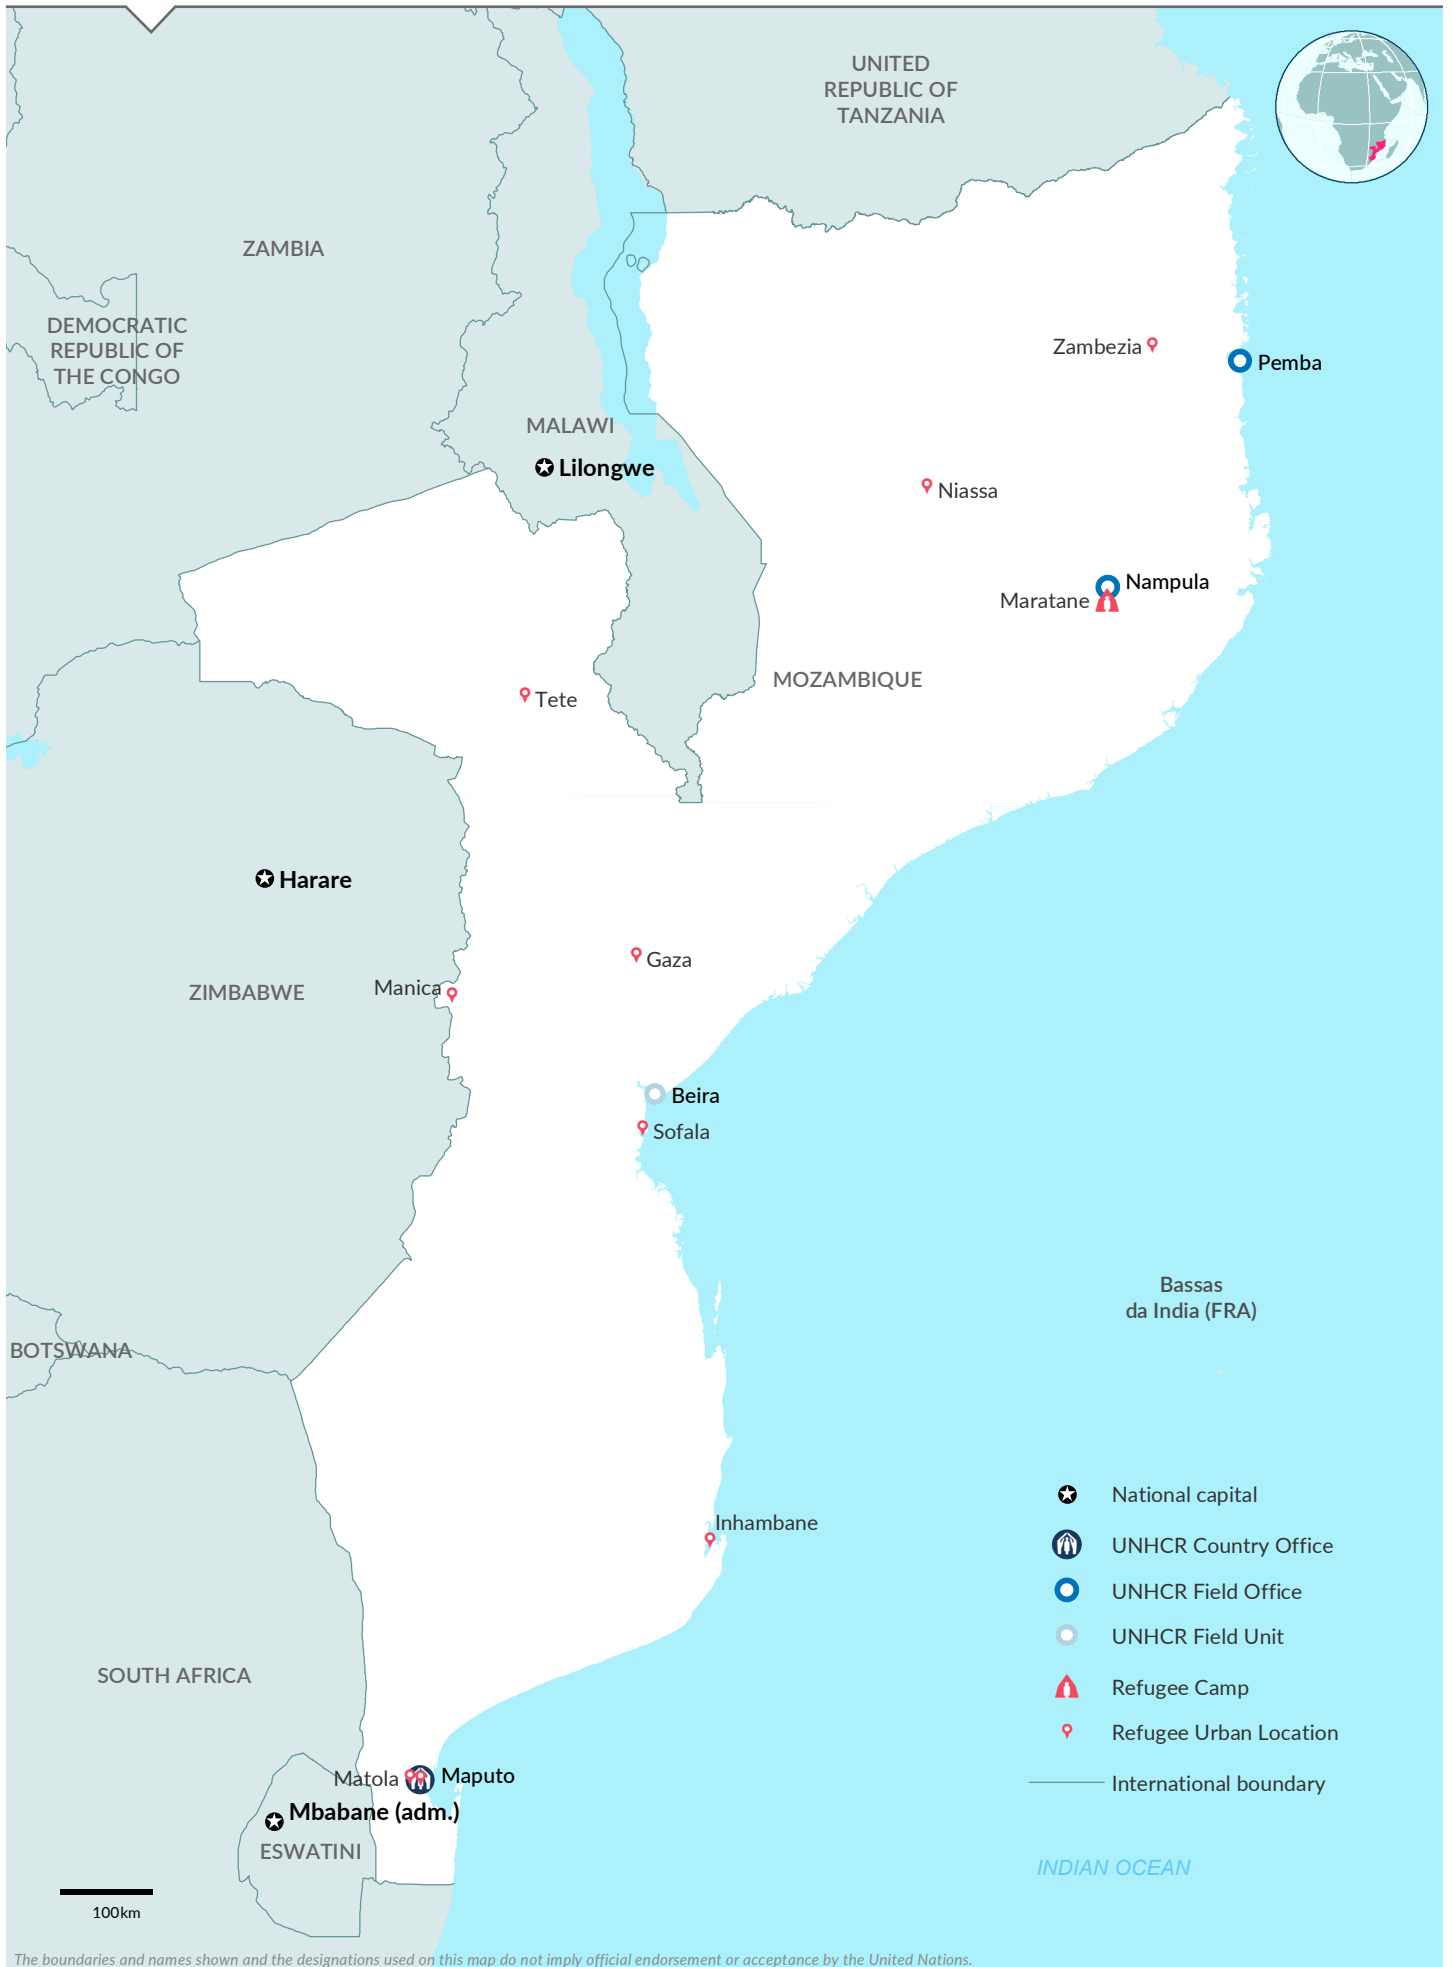 UNITED
REPUBLIC OF
TANZANIA
ZAMBIA
DEMOCRATIC
REPUBLIC OF
THE CONGO
Zambezia
Pemba
MALAWI
Lilongwe
Niassa
Nampula
Maratane
MOZAMBIQUE
Tete
Harare
Gaza
Manica
ZIMBABWE
Beira
Sofala
Bassas
da India (FRA)
BOTSWANA
National capital
Inhambane
UNHCR Country Office
UNHCR Field Office
UNHCR Field Unit
SOUTH AFRICA
Refugee Camp
Refugee Urban Location
Matola
Maputo
International boundary
Mbabane (adm.)
ESWATINI
INDIAN OCEAN
100km
The boundaries and names shown and the designations used on this map do not imply official endorsement or acceptance by the United Nations.